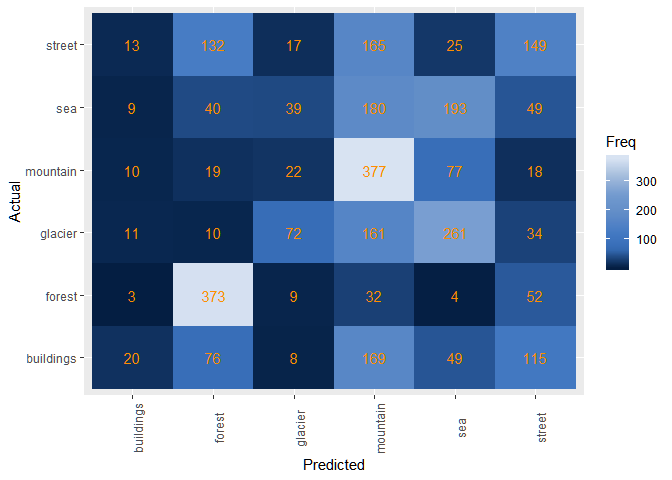 street 13 132 17 165 25 149
sea 9 40 39 180 193 49
mountain 10 19 22 377 77 18
glacier 11 10 72 161 261 34
forest 3 373 9 32 4 52
buildings 20 76 8 169 49 115
buildings forest glacier mountain sea street
Predicted
Actual
Freq
300
200
100